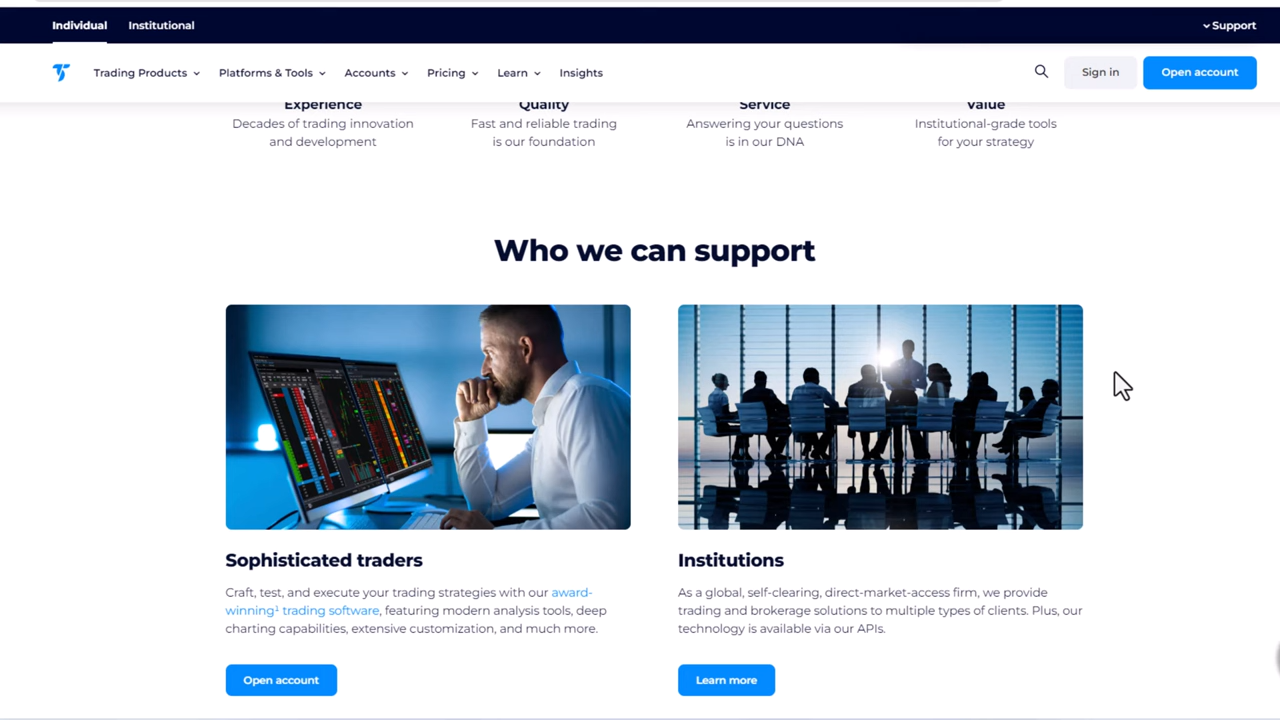 Individual Institutional Support
Trading Products Platforms & Tools Accounts Pricing Learn Insights Sign in Open account
Experience Quality Service Value
Decades of trading innovation
and development
Fast and reliable trading
is our foundation
Answering your questions
is in our DNA
Institutional-grade tools
for your strategy
Who we can support
Sophisticated traders
Craft, test, and execute your trading strategies with our award-
winning¹ trading software, featuring modern analysis tools, deep
charting capabilities, extensive customization, and much more.
Open account
Institutions
As a global, self-clearing, direct-market-access firm, we provide
trading and brokerage solutions to multiple types of clients. Plus, our
technology is available via our APIs.
Learn more